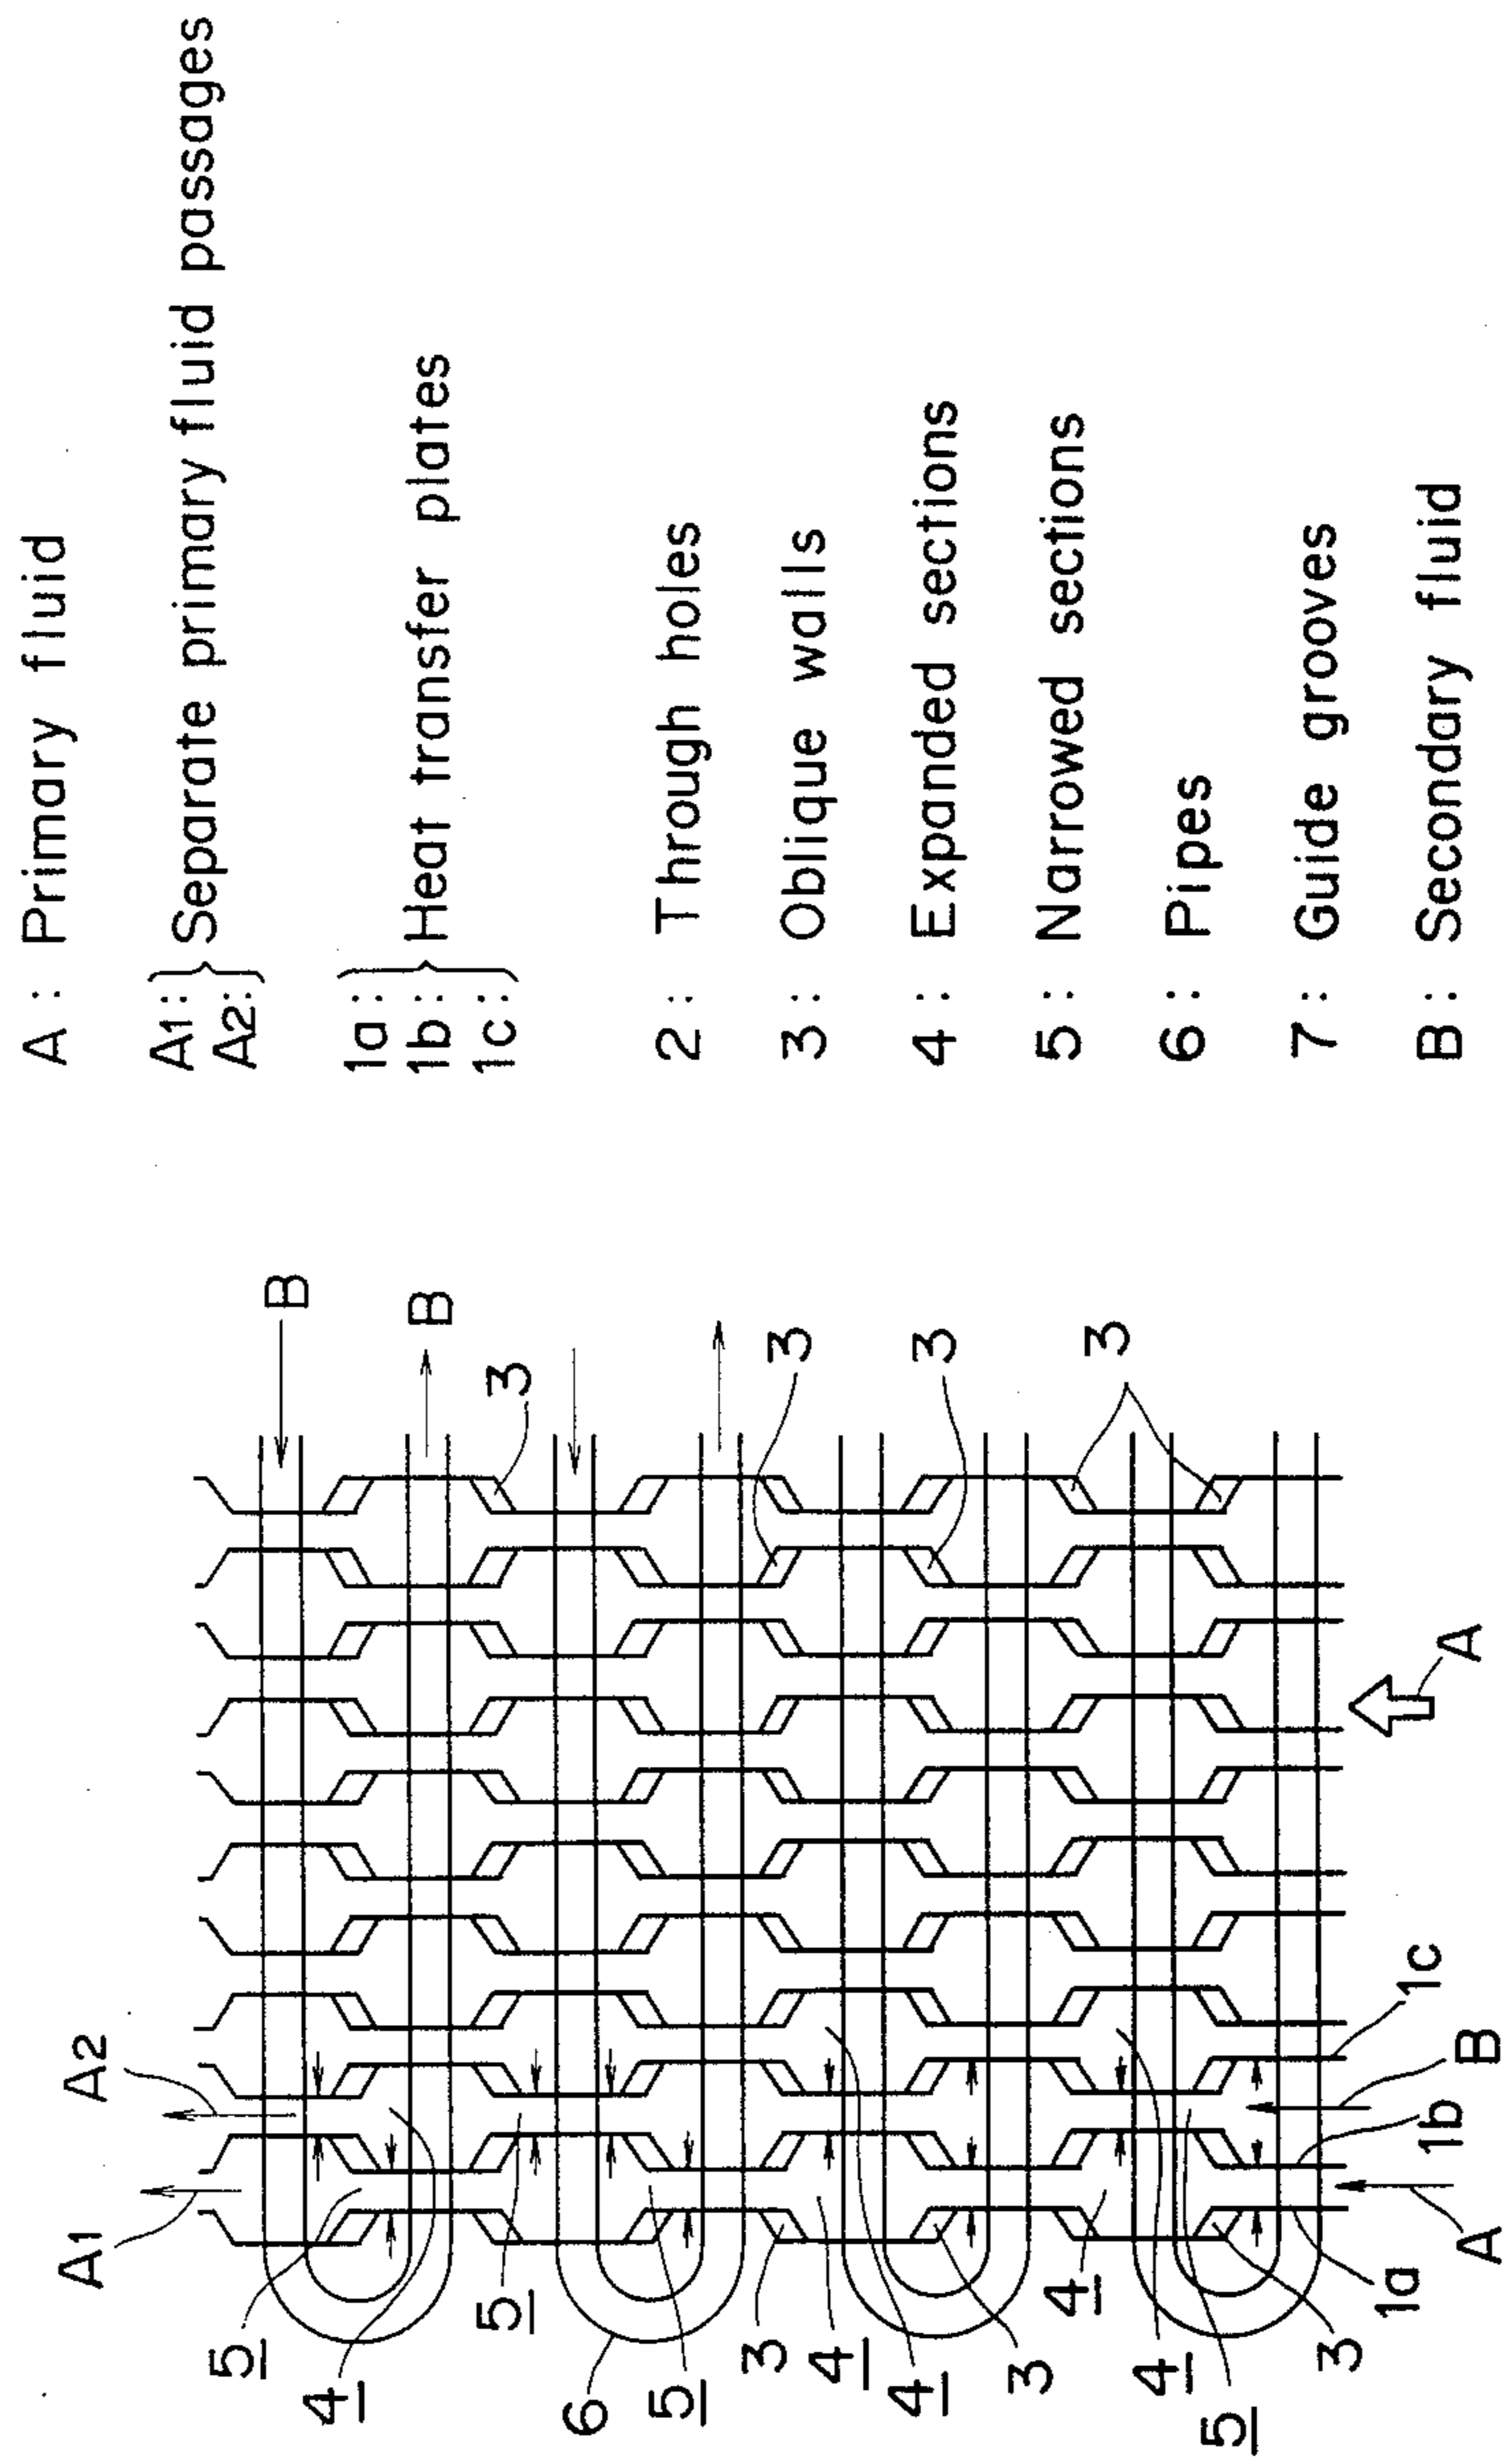 A : Primary fluid
A1 :
A2 :
Separate primary fluid passages
1a :
1b :
1c :
Heat transfer plates
2 : Through holes
3 : Oblique walls
4 : Expanded sections
5 : Narrowed sections
6 : Pipes
7 : Guide grooves
B : Secondary fluid
B
B
3
3
3
3
A
A2
A1
1c
B
1b
A
1a
5
4
5
6
5
3
4
4
3
4
4
5
3